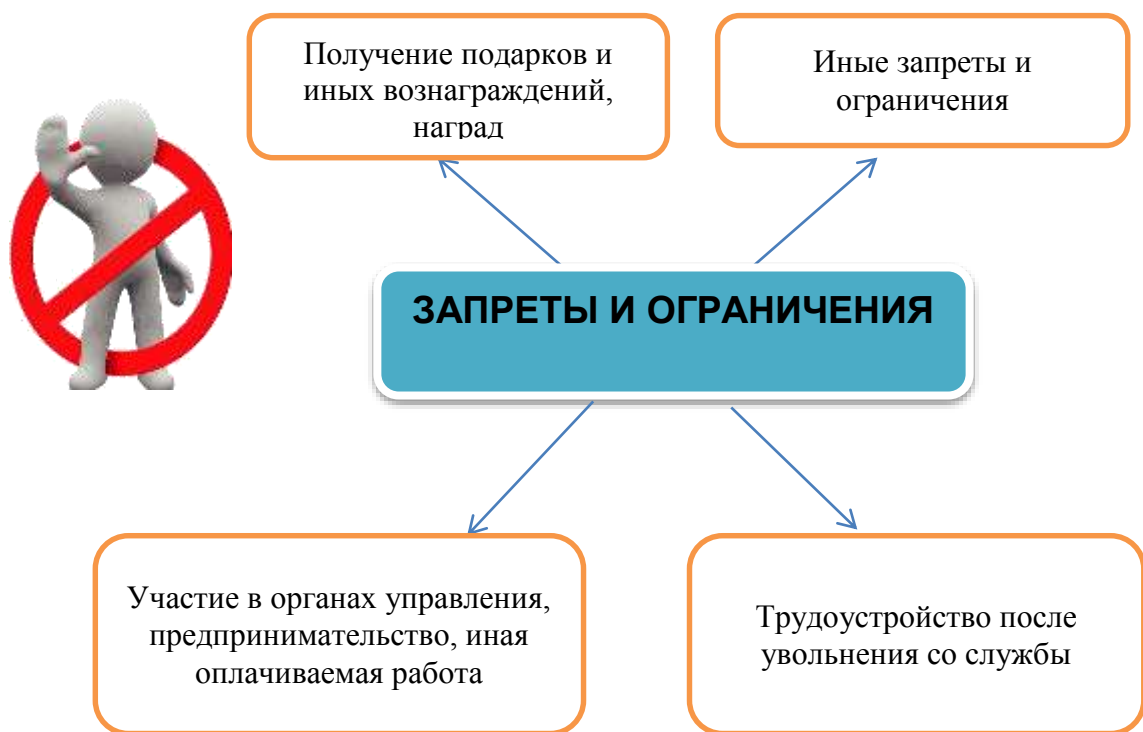 Получение подарков и
иных вознаграждений,
наград
Иные запреты и
ограничения
ЗАПРЕТЫ И ОГРАНИЧЕНИЯ
Участие в органах управления,
предпринимательство, иная
оплачиваемая работа
Трудоустройство после
увольнения со службы